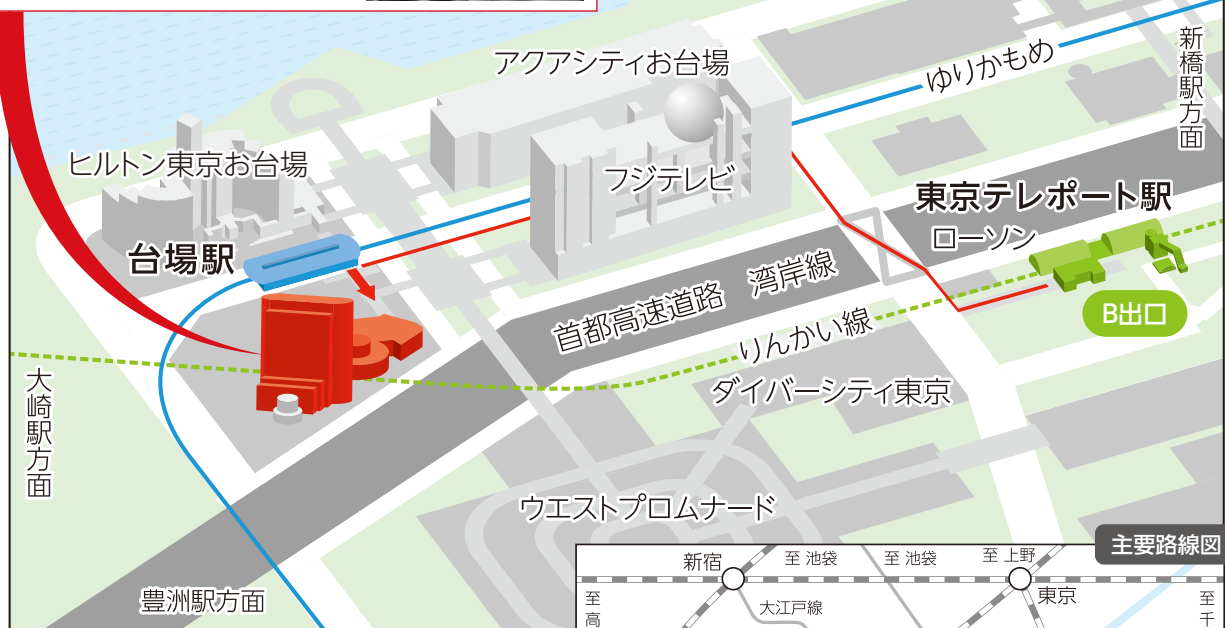 アクアシティお台場
ゆりかもめ
新橋駅方面
ヒルトン東京お台場
フジテレビ
東京テレポート駅
ローソン
台場駅
首都高速道路 湾岸線
B出口
りんかい線
大崎駅方面
ダイバーシティ東京
ウエストプロムナード
豊洲駅方面
主要路線図
新宿
至 池袋
至 池袋
至 上野
東京
大江戸線
至高
至千